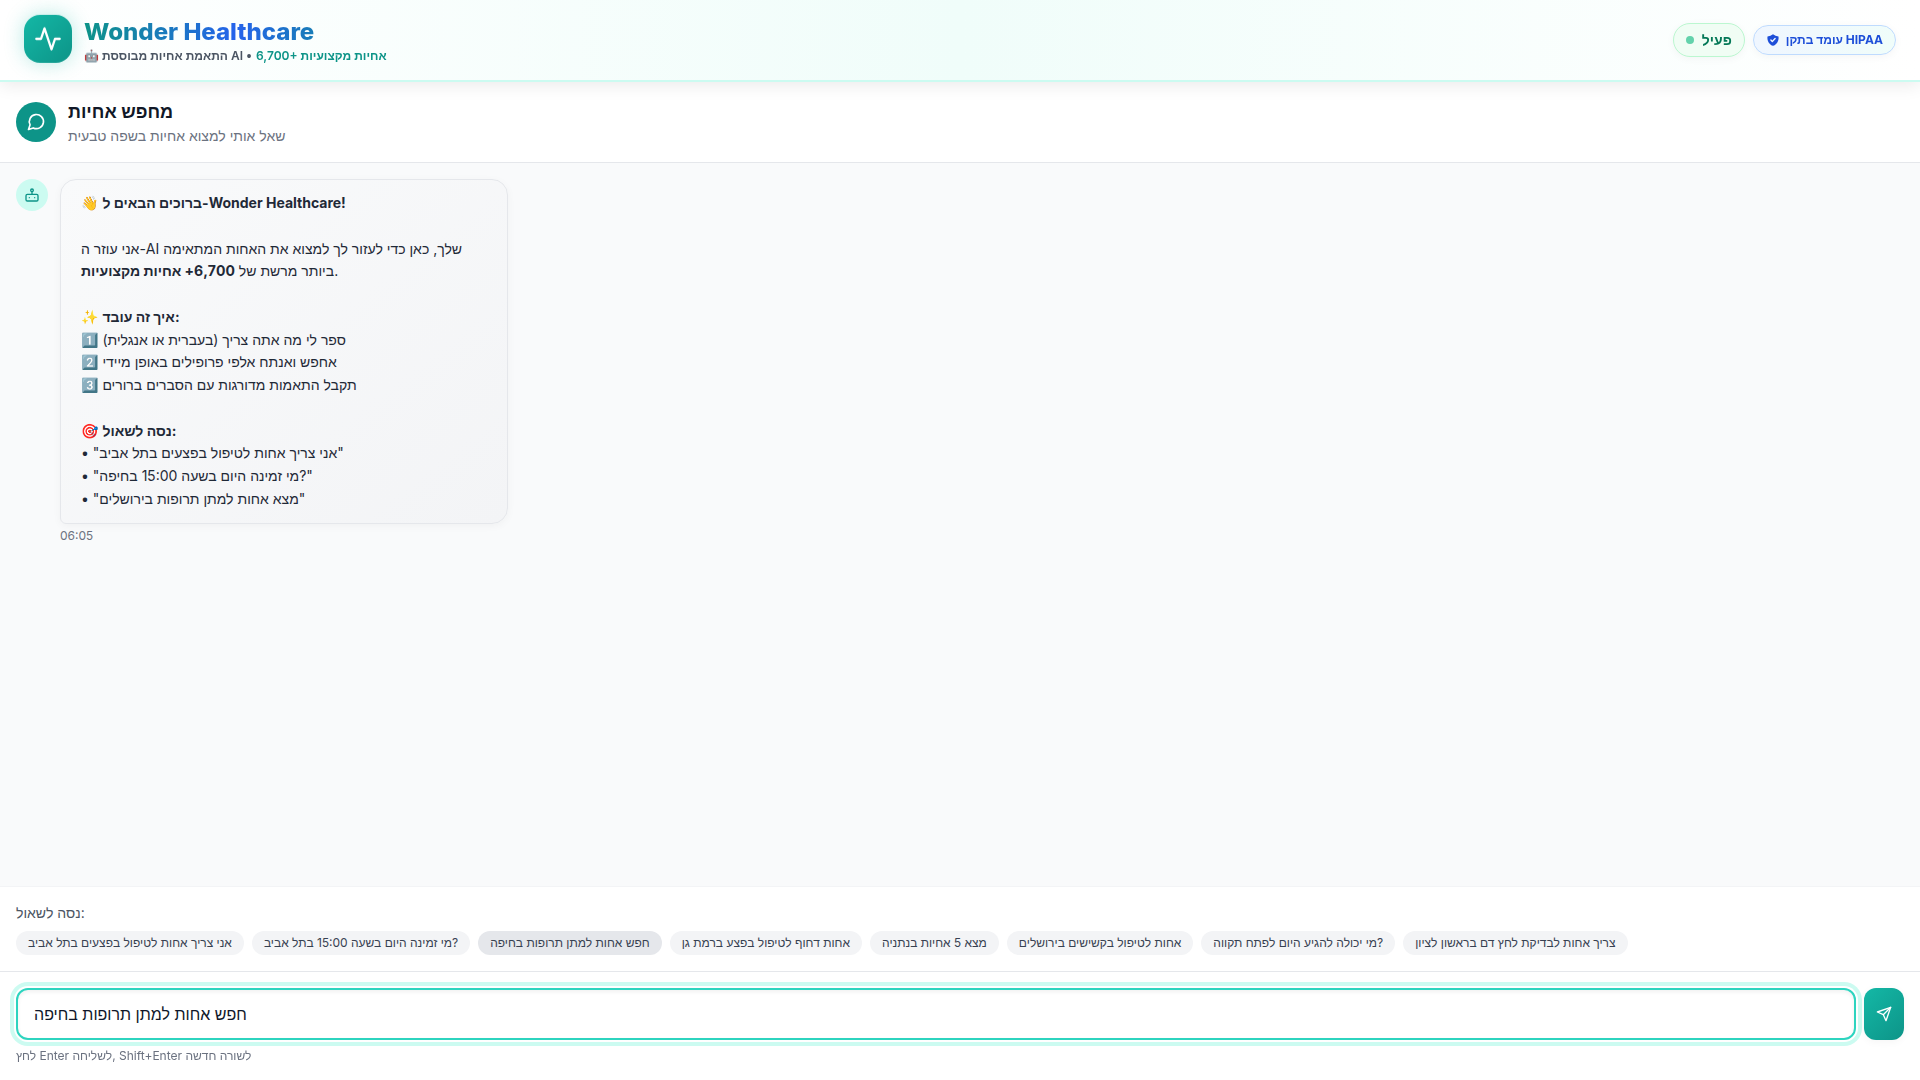 Wonder Healthcare
🤖 התאמת אחיות מבוססת AI • 6,700+ אחיות מקצועיות
פעיל
עומד בתקן HIPAA
מחפש אחיות
שאל אותי למצוא אחיות בשפה טבעית
👋 ברוכים הבאים ל-Wonder Healthcare!
אני עוזר ה-AI שלך, כאן כדי לעזור לך למצוא את האחות המתאימה
ביותר מרשת של 6,700+ אחיות מקצועיות.
✨ איך זה עובד:
1️⃣ ספר לי מה אתה צריך (בעברית או אנגלית)
2️⃣ אחפש ואנתח אלפי פרופילים באופן מיידי
3️⃣ תקבל התאמות מדורגות עם הסברים ברורים
🎯 נסה לשאול:
• "אני צריך אחות לטיפול בפצעים בתל אביב"
• "מי זמינה היום בשעה 15:00 בחיפה?"
• "מצא אחות למתן תרופות בירושלים"
06:05
נסה לשאול:
אני צריך אחות לטיפול בפצעים בתל אביב
מי זמינה היום בשעה 15:00 בתל אביב?
חפש אחות למתן תרופות בחיפה
אחות דחוף לטיפול בפצע ברמת גן
מצא 5 אחיות בנתניה
אחות לטיפול בקשישים בירושלים
מי יכולה להגיע היום לפתח תקווה?
צריך אחות לבדיקת לחץ דם בראשון לציון
חפש אחות למתן תרופות בחיפה
לחץ Enter לשליחה, Shift+Enter לשורה חדשה